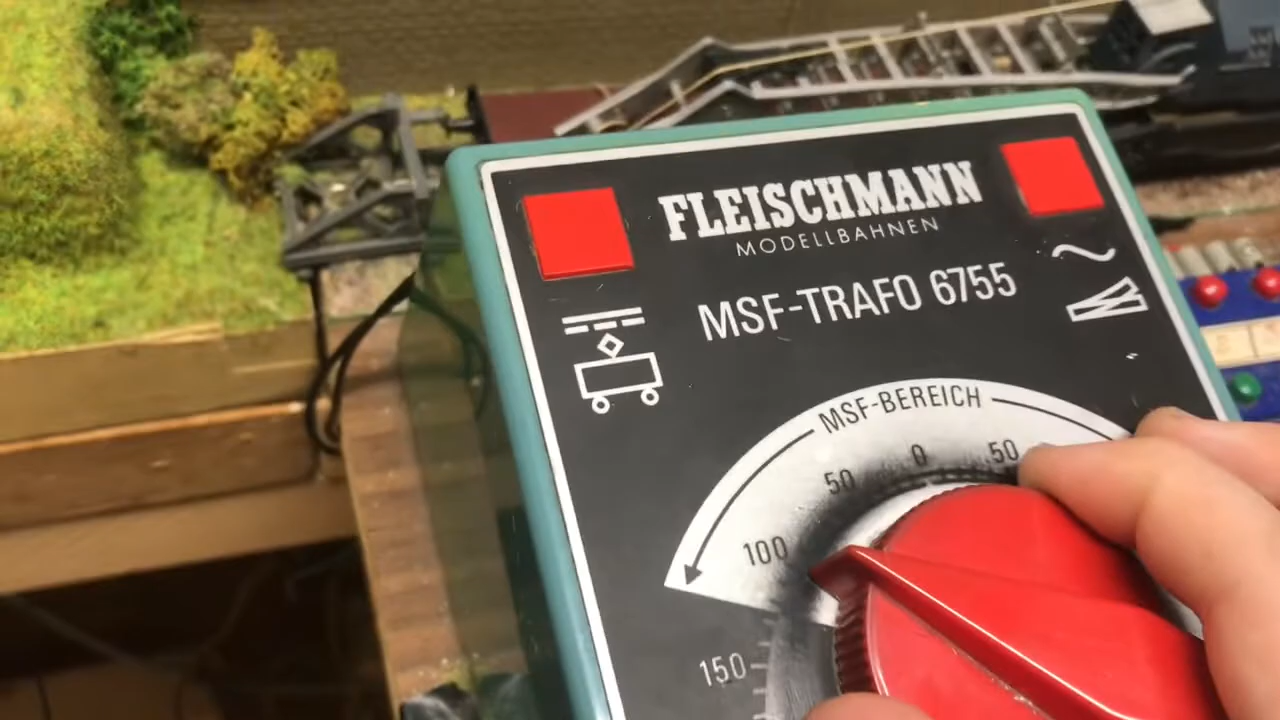 FLEISCHMANN
MODELLBAHNEN
MSF-TRAFO 6755
MSF-BEREICH
50 0 50
100
150